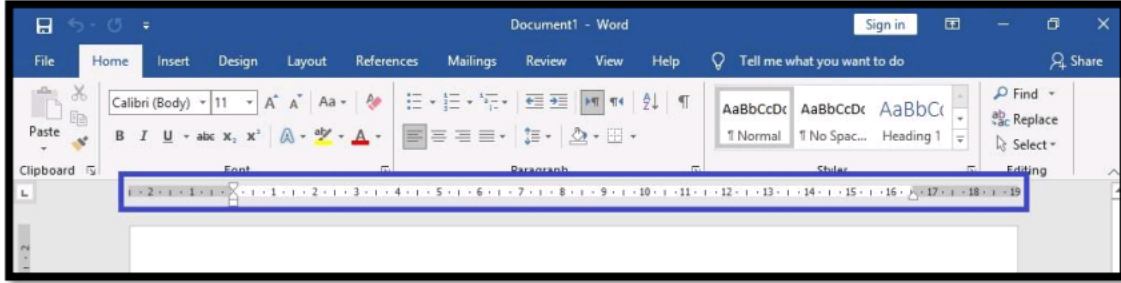 Document1 - Word
Sign in
File Home Insert Design Layout References Mailings Review View Help Tell me what you want to do Share
Calibri (Body) 11 A A Aa
AaBbCcDc AaBbCcDc AaBbCc
Find
Replace
Paste
B I U abc X₂ X² A aby A
¶ Normal ¶ No Spac... Heading 1
Select
Clipboard Font Paragraph Styles Editing
L 2 1 1 2 3 4 5 6 7 8 9 10 11 12 13 14 15 16 17 18 19
2